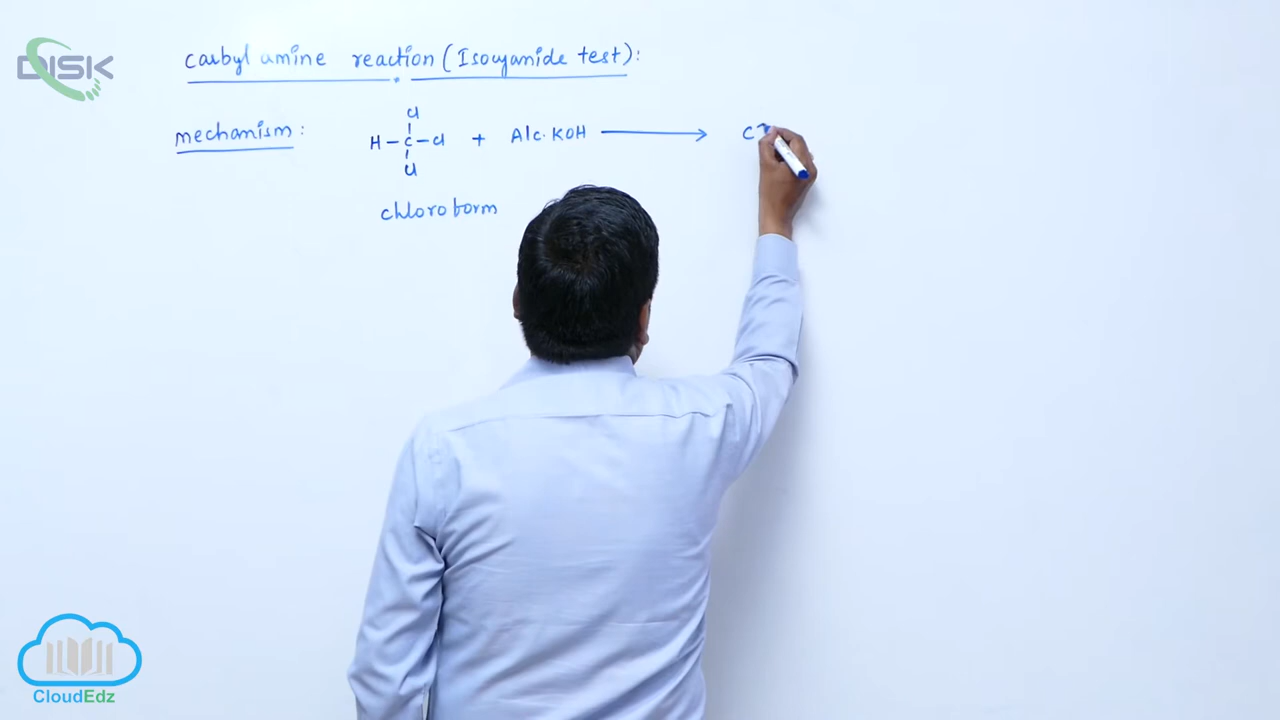 DISK
carbyl amine reaction (Isocyanide test):
mechanism:
Cl
H-C-Cl + Alc. KOH ⟶ C
Cl
chloroform
CloudEdz